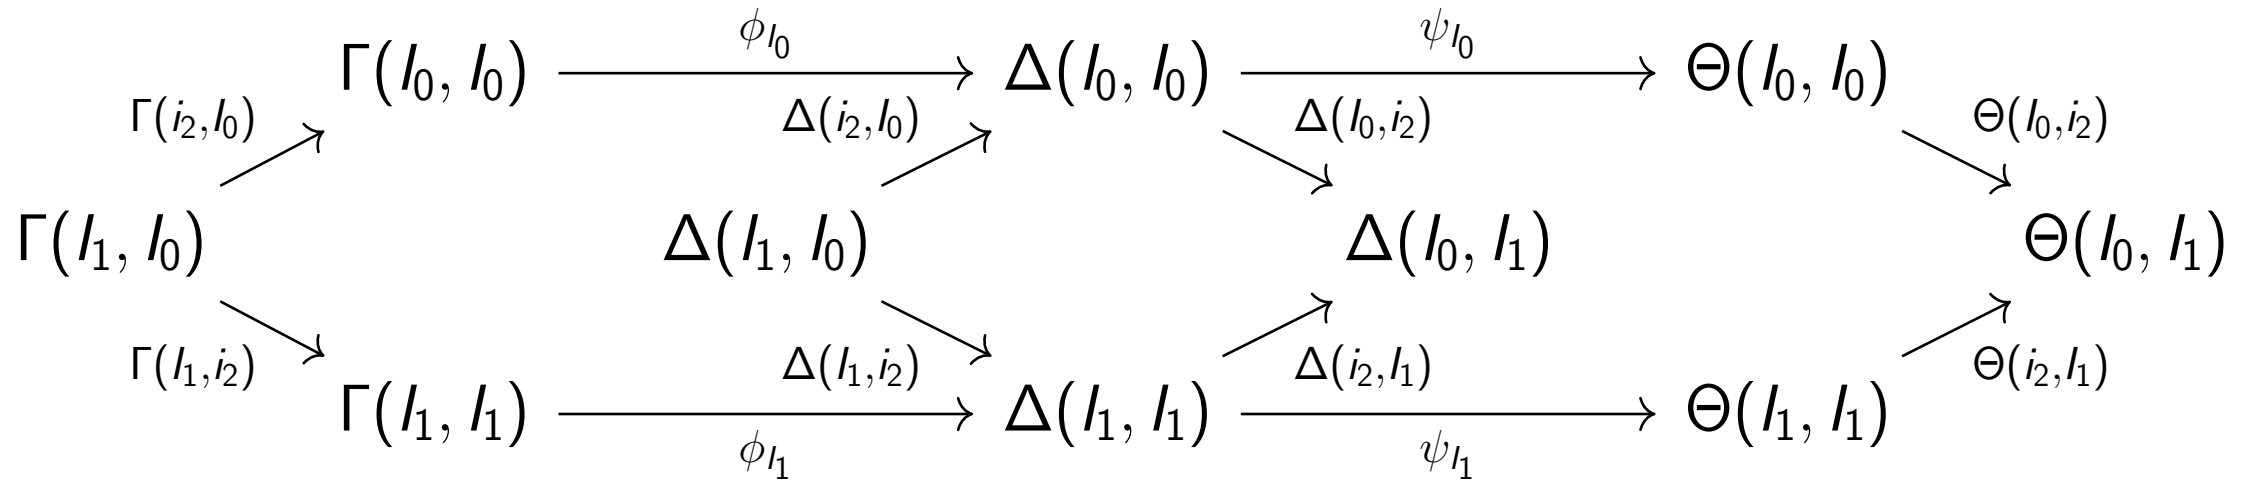 ϕ_{I_0} ψ_{I_0}
Γ(I_0, I_0) Δ(I_0, I_0) Θ(I_0, I_0)
Γ(i_2,I_0) Δ(i_2,I_0) Δ(I_0,i_2) Θ(I_0,i_2)
Γ(I_1, I_0) Δ(I_1, I_0) Δ(I_0, I_1) Θ(I_0, I_1)
Γ(I_1,i_2) Δ(I_1,i_2) Δ(i_2,I_1) Θ(i_2,I_1)
Γ(I_1, I_1) Δ(I_1, I_1) Θ(I_1, I_1)
ϕ_{I_1} ψ_{I_1}